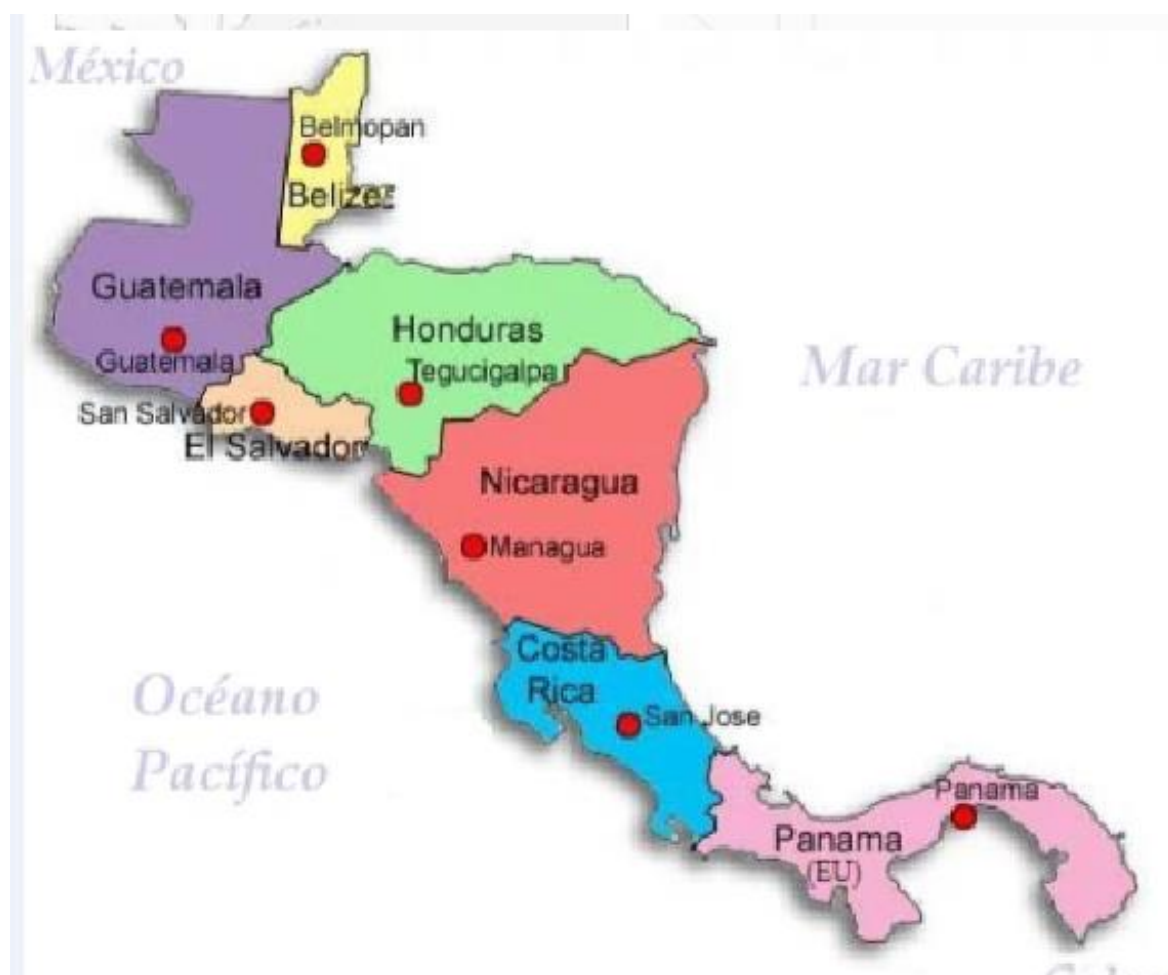 México
Belmopan
Belize
Guatemala
Honduras
Guatemala
Tegucigalpa
Mar Caribe
San Salvador
El Salvador
Nicaragua
Managua
Costa
Rica
Océano
San Jose
Pacífico
Panama
Panama
(EU)